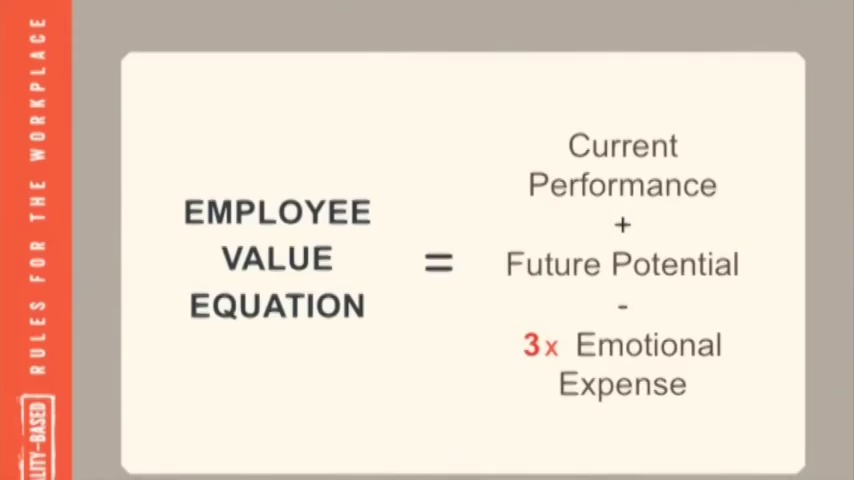 RULES FOR THE WORKPLACE
EMPLOYEE
VALUE
EQUATION
=
Current
Performance
+
Future Potential
-
3x Emotional
Expense